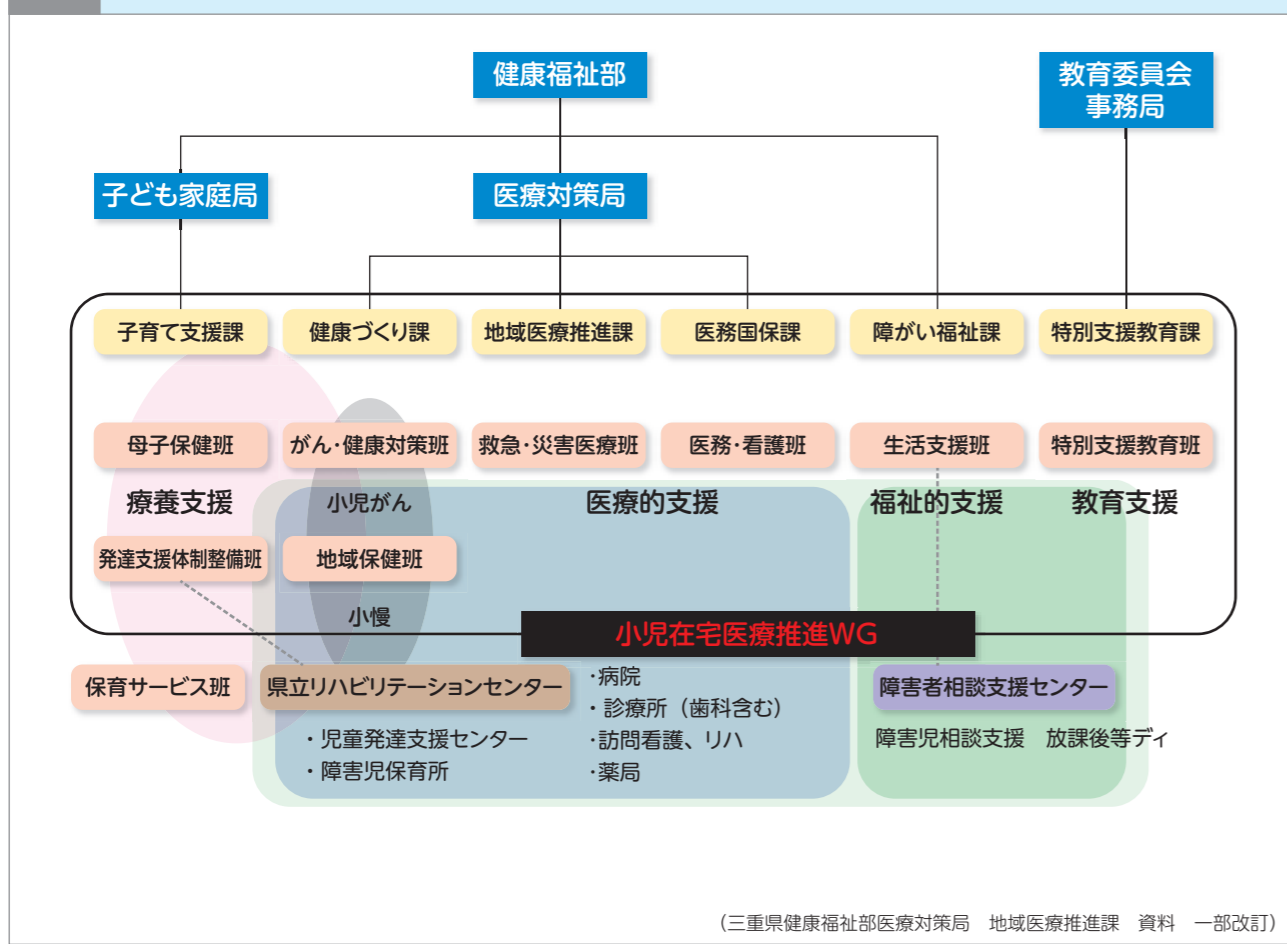 健康福祉部
教育委員会
事務局
子ども家庭局
医療対策局
子育て支援課
健康づくり課
地域医療推進課
医務国保課
障がい福祉課
特別支援教育課
母子保健班
がん・健康対策班
救急・災害医療班
医務・看護班
生活支援班
特別支援教育班
療養支援
小児がん
医療的支援
福祉的支援
教育支援
発達支援体制整備班
地域保健班
小慢
小児在宅医療推進WG
保育サービス班
県立リハビリテーションセンター
・児童発達支援センター
・障害児保育所
・病院
・診療所（歯科含む）
・訪問看護、リハ
・薬局
障害者相談支援センター
障害児相談支援　放課後等ディ
（三重県健康福祉部医療対策局　地域医療推進課　資料　一部改訂）